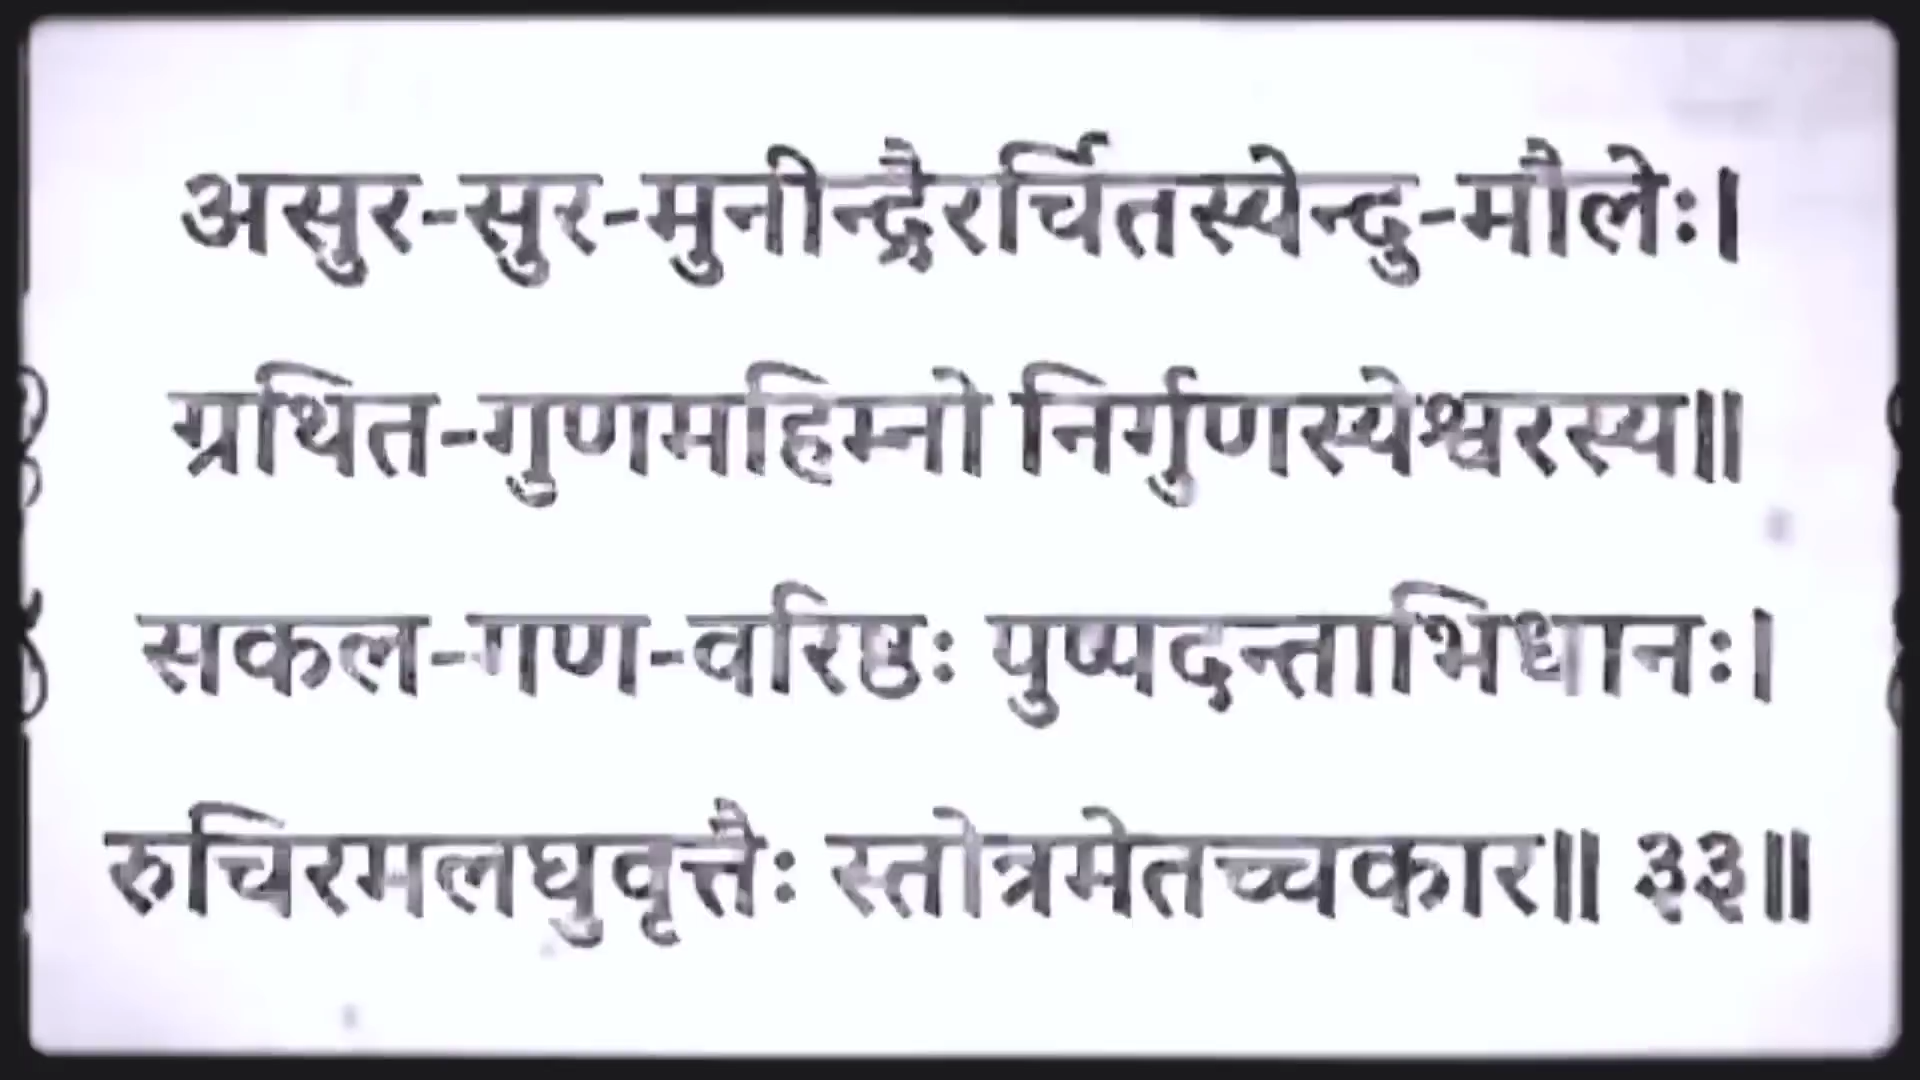 असुर-सुर-मुनीन्द्रैरर्चितस्येन्दु-मौलेः।
ग्रथित-गुणमहिम्नो निर्गुणस्येश्वरस्य॥
सकल-गण-वरिष्ठः पुष्पदन्ताभिधानः।
रुचिरमलघुवृत्तैः स्तोत्रमेतच्चकार॥ ३३॥